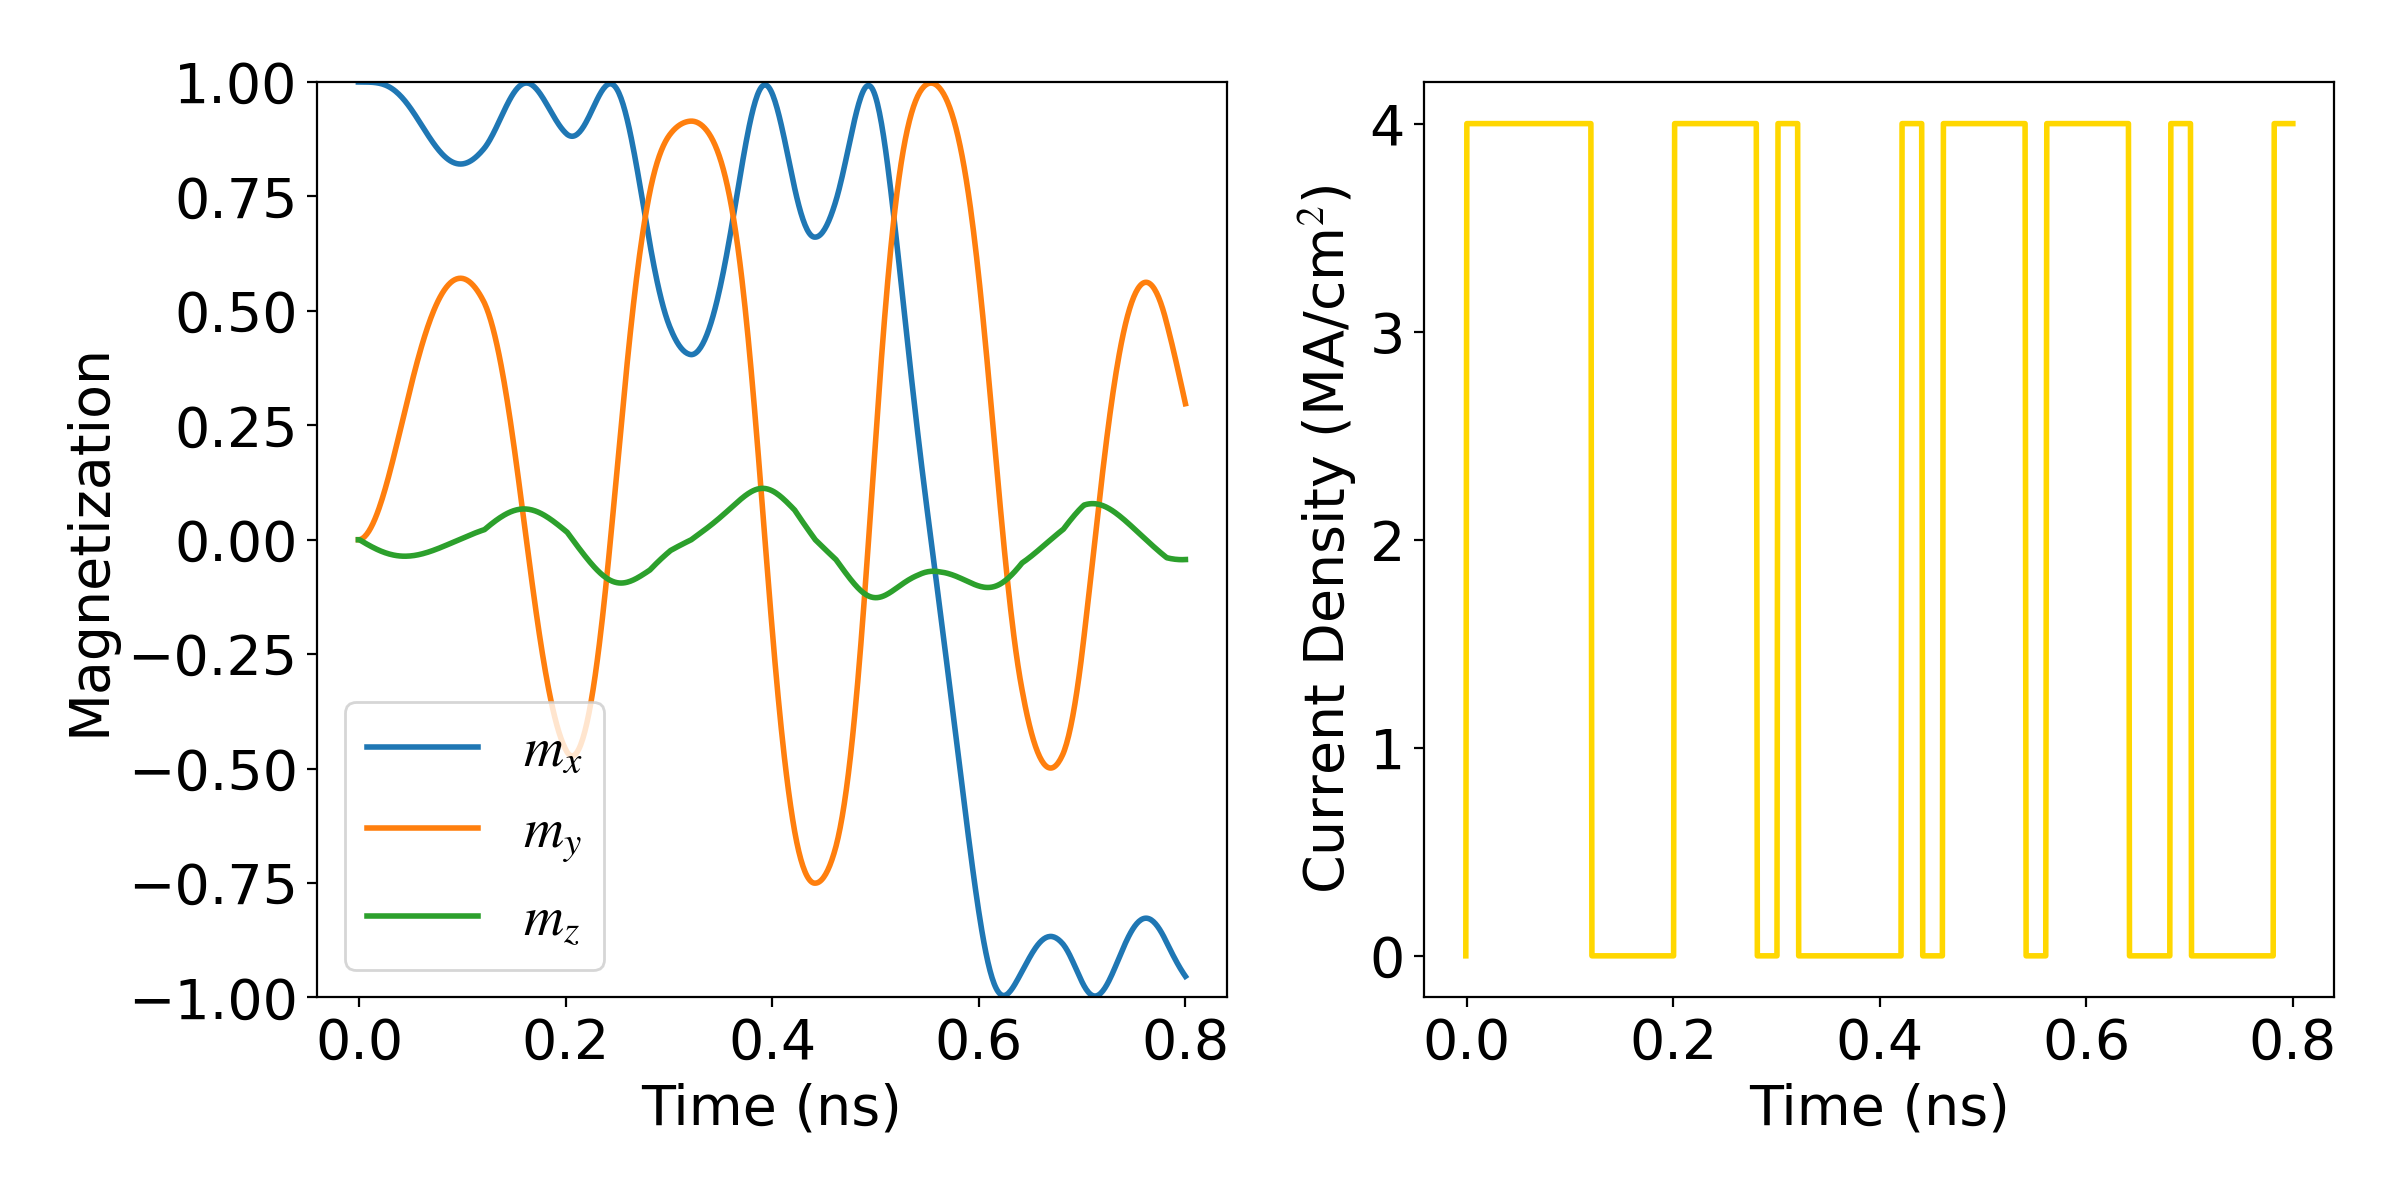 1.00
0.75
0.50
0.25
0.00
−0.25
−0.50
−0.75
−1.00
Magnetization
m_x
m_y
m_z
0.0 0.2 0.4 0.6 0.8
Time (ns)
4
3
2
1
0
Current Density (MA/cm²)
0.0 0.2 0.4 0.6 0.8
Time (ns)